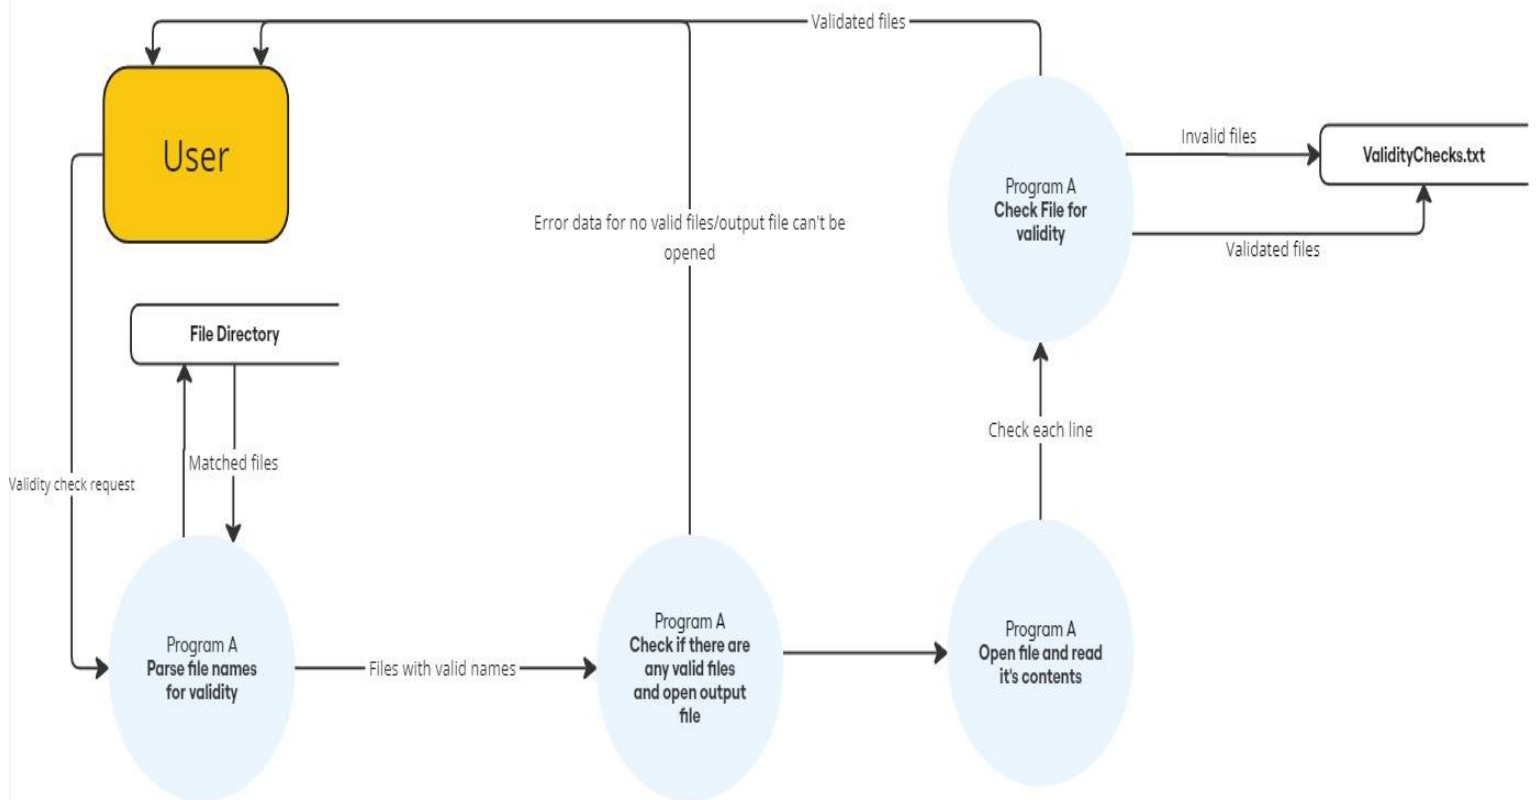 Validated files
User
Invalid files
ValidityChecks.txt
Program A
Check File for
validity
Validated files
Error data for no valid files/output file can't be
opened
File Directory
Matched files
Validity check request
Check each line
Program A
Parse file names
for validity
Files with valid names
Program A
Check if there are
any valid files
and open output
file
Program A
Open file and read
it's contents